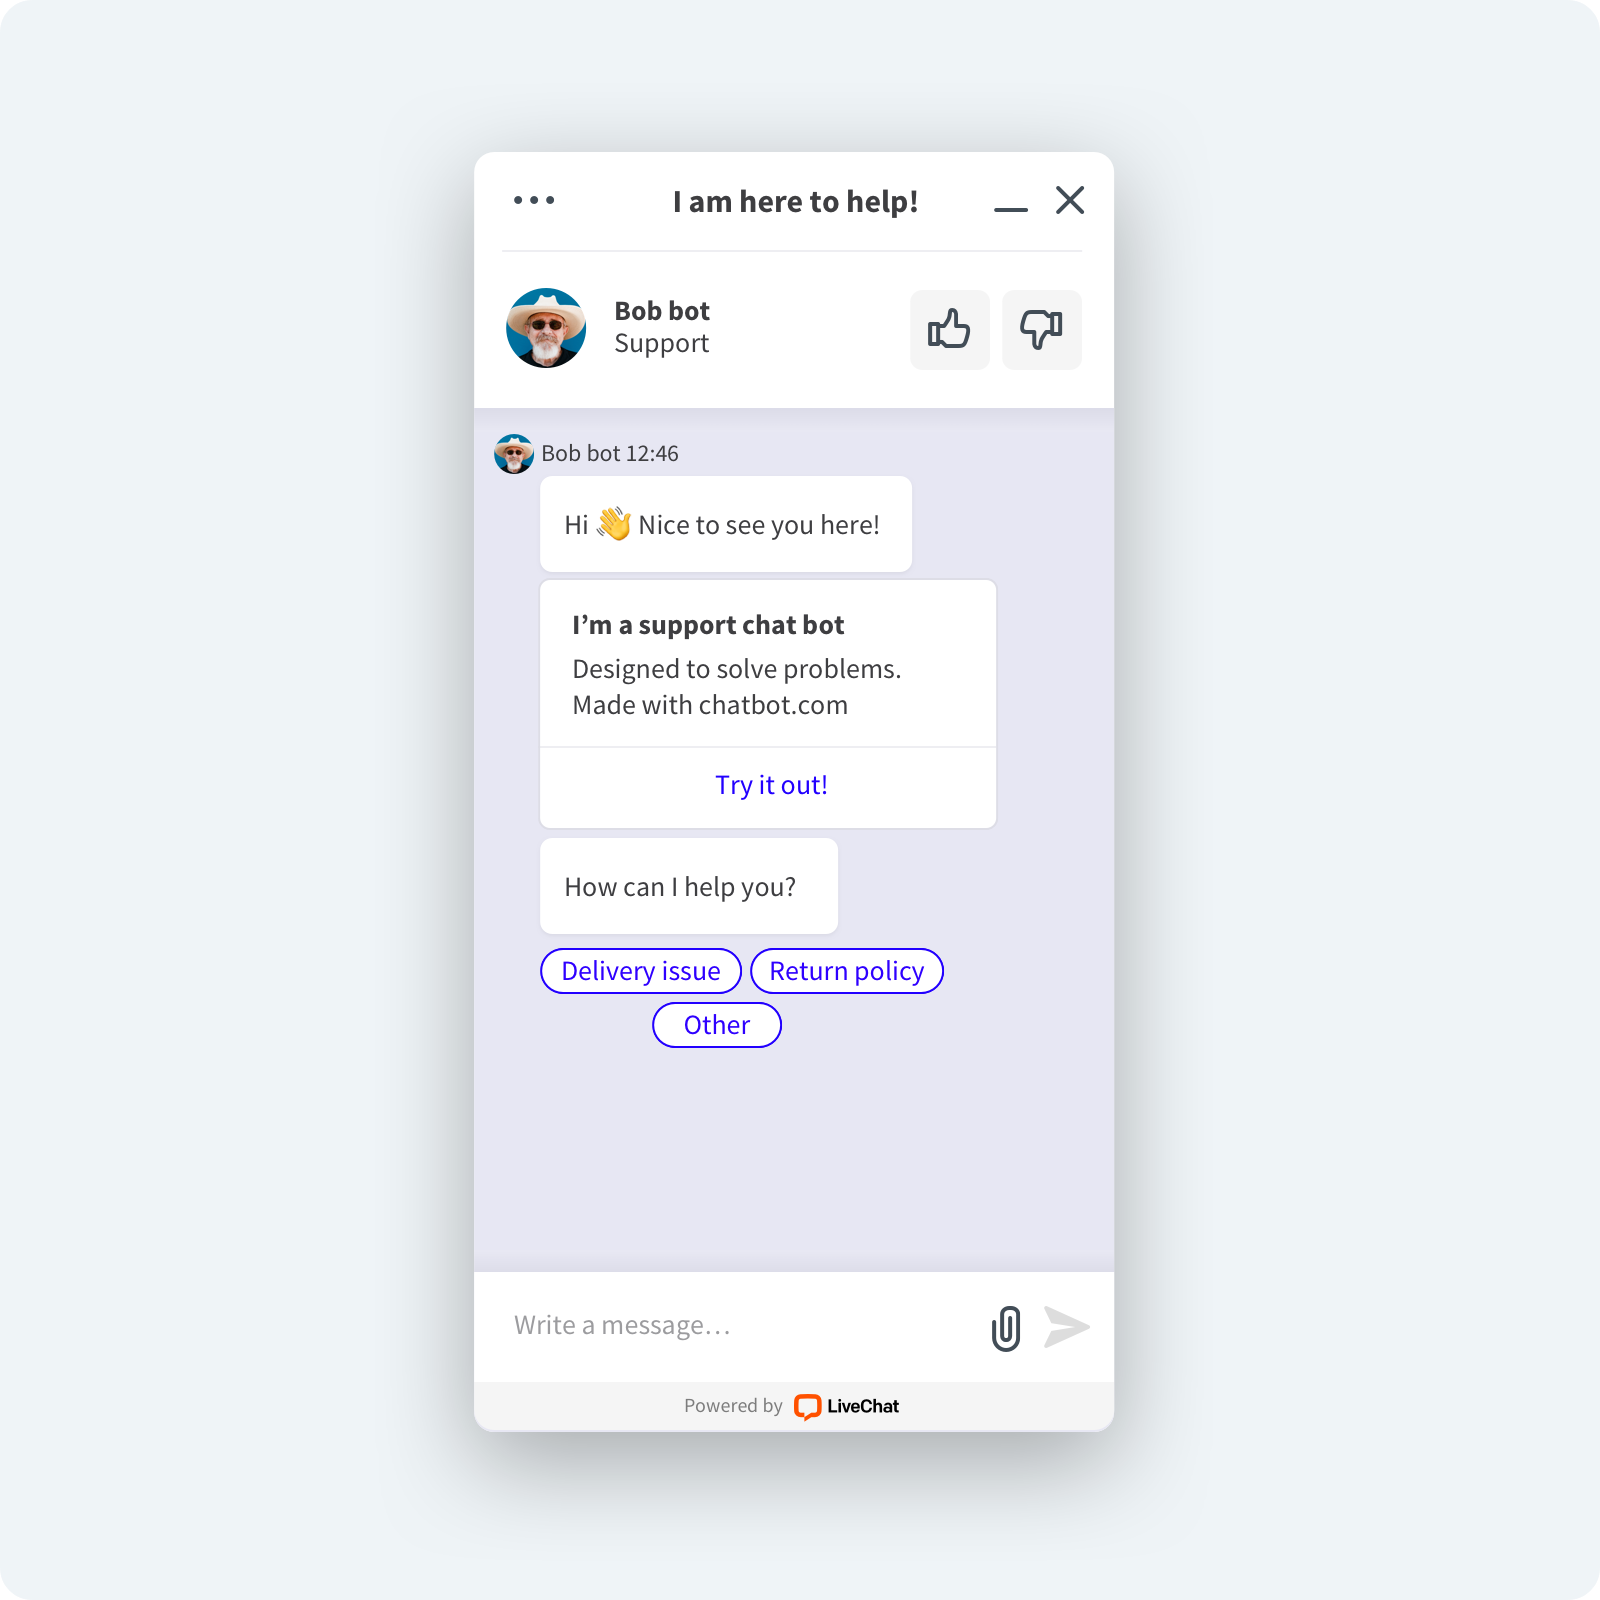 I am here to help!
Bob bot
Support
Bob bot 12:46
Hi 👋 Nice to see you here!
I’m a support chat bot
Designed to solve problems.
Made with chatbot.com
Try it out!
How can I help you?
Delivery issue Return policy
Other
Write a message…
Powered by LiveChat